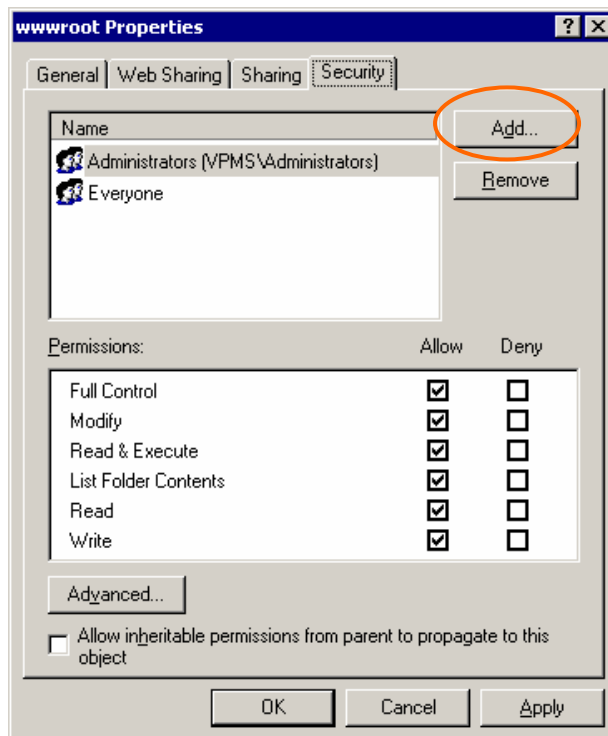 wwwroot Properties
General Web Sharing Sharing Security
Name
Add...
Administrators (VPMS\Administrators)
Remove
Everyone
Permissions: Allow Deny
Full Control
Modify
Read & Execute
List Folder Contents
Read
Write
Advanced...
Allow inheritable permissions from parent to propagate to this
object
OK Cancel Apply